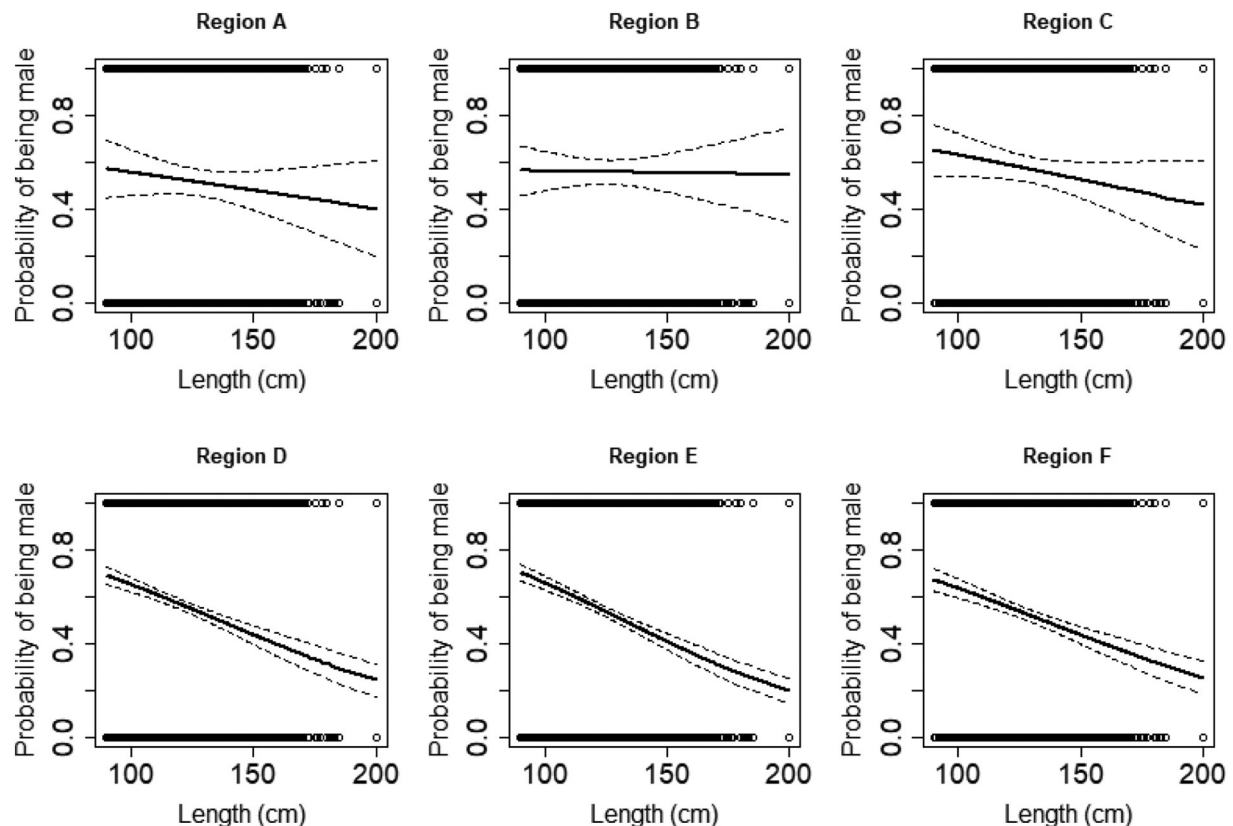 Region A
Probability of being male
0.8
0.4
0.0
100 150 200
Length (cm)
Region B
Probability of being male
0.8
0.4
0.0
100 150 200
Length (cm)
Region C
Probability of being male
0.8
0.4
0.0
100 150 200
Length (cm)
Region D
Probability of being male
0.8
0.4
0.0
100 150 200
Length (cm)
Region E
Probability of being male
0.8
0.4
0.0
100 150 200
Length (cm)
Region F
Probability of being male
0.8
0.4
0.0
100 150 200
Length (cm)